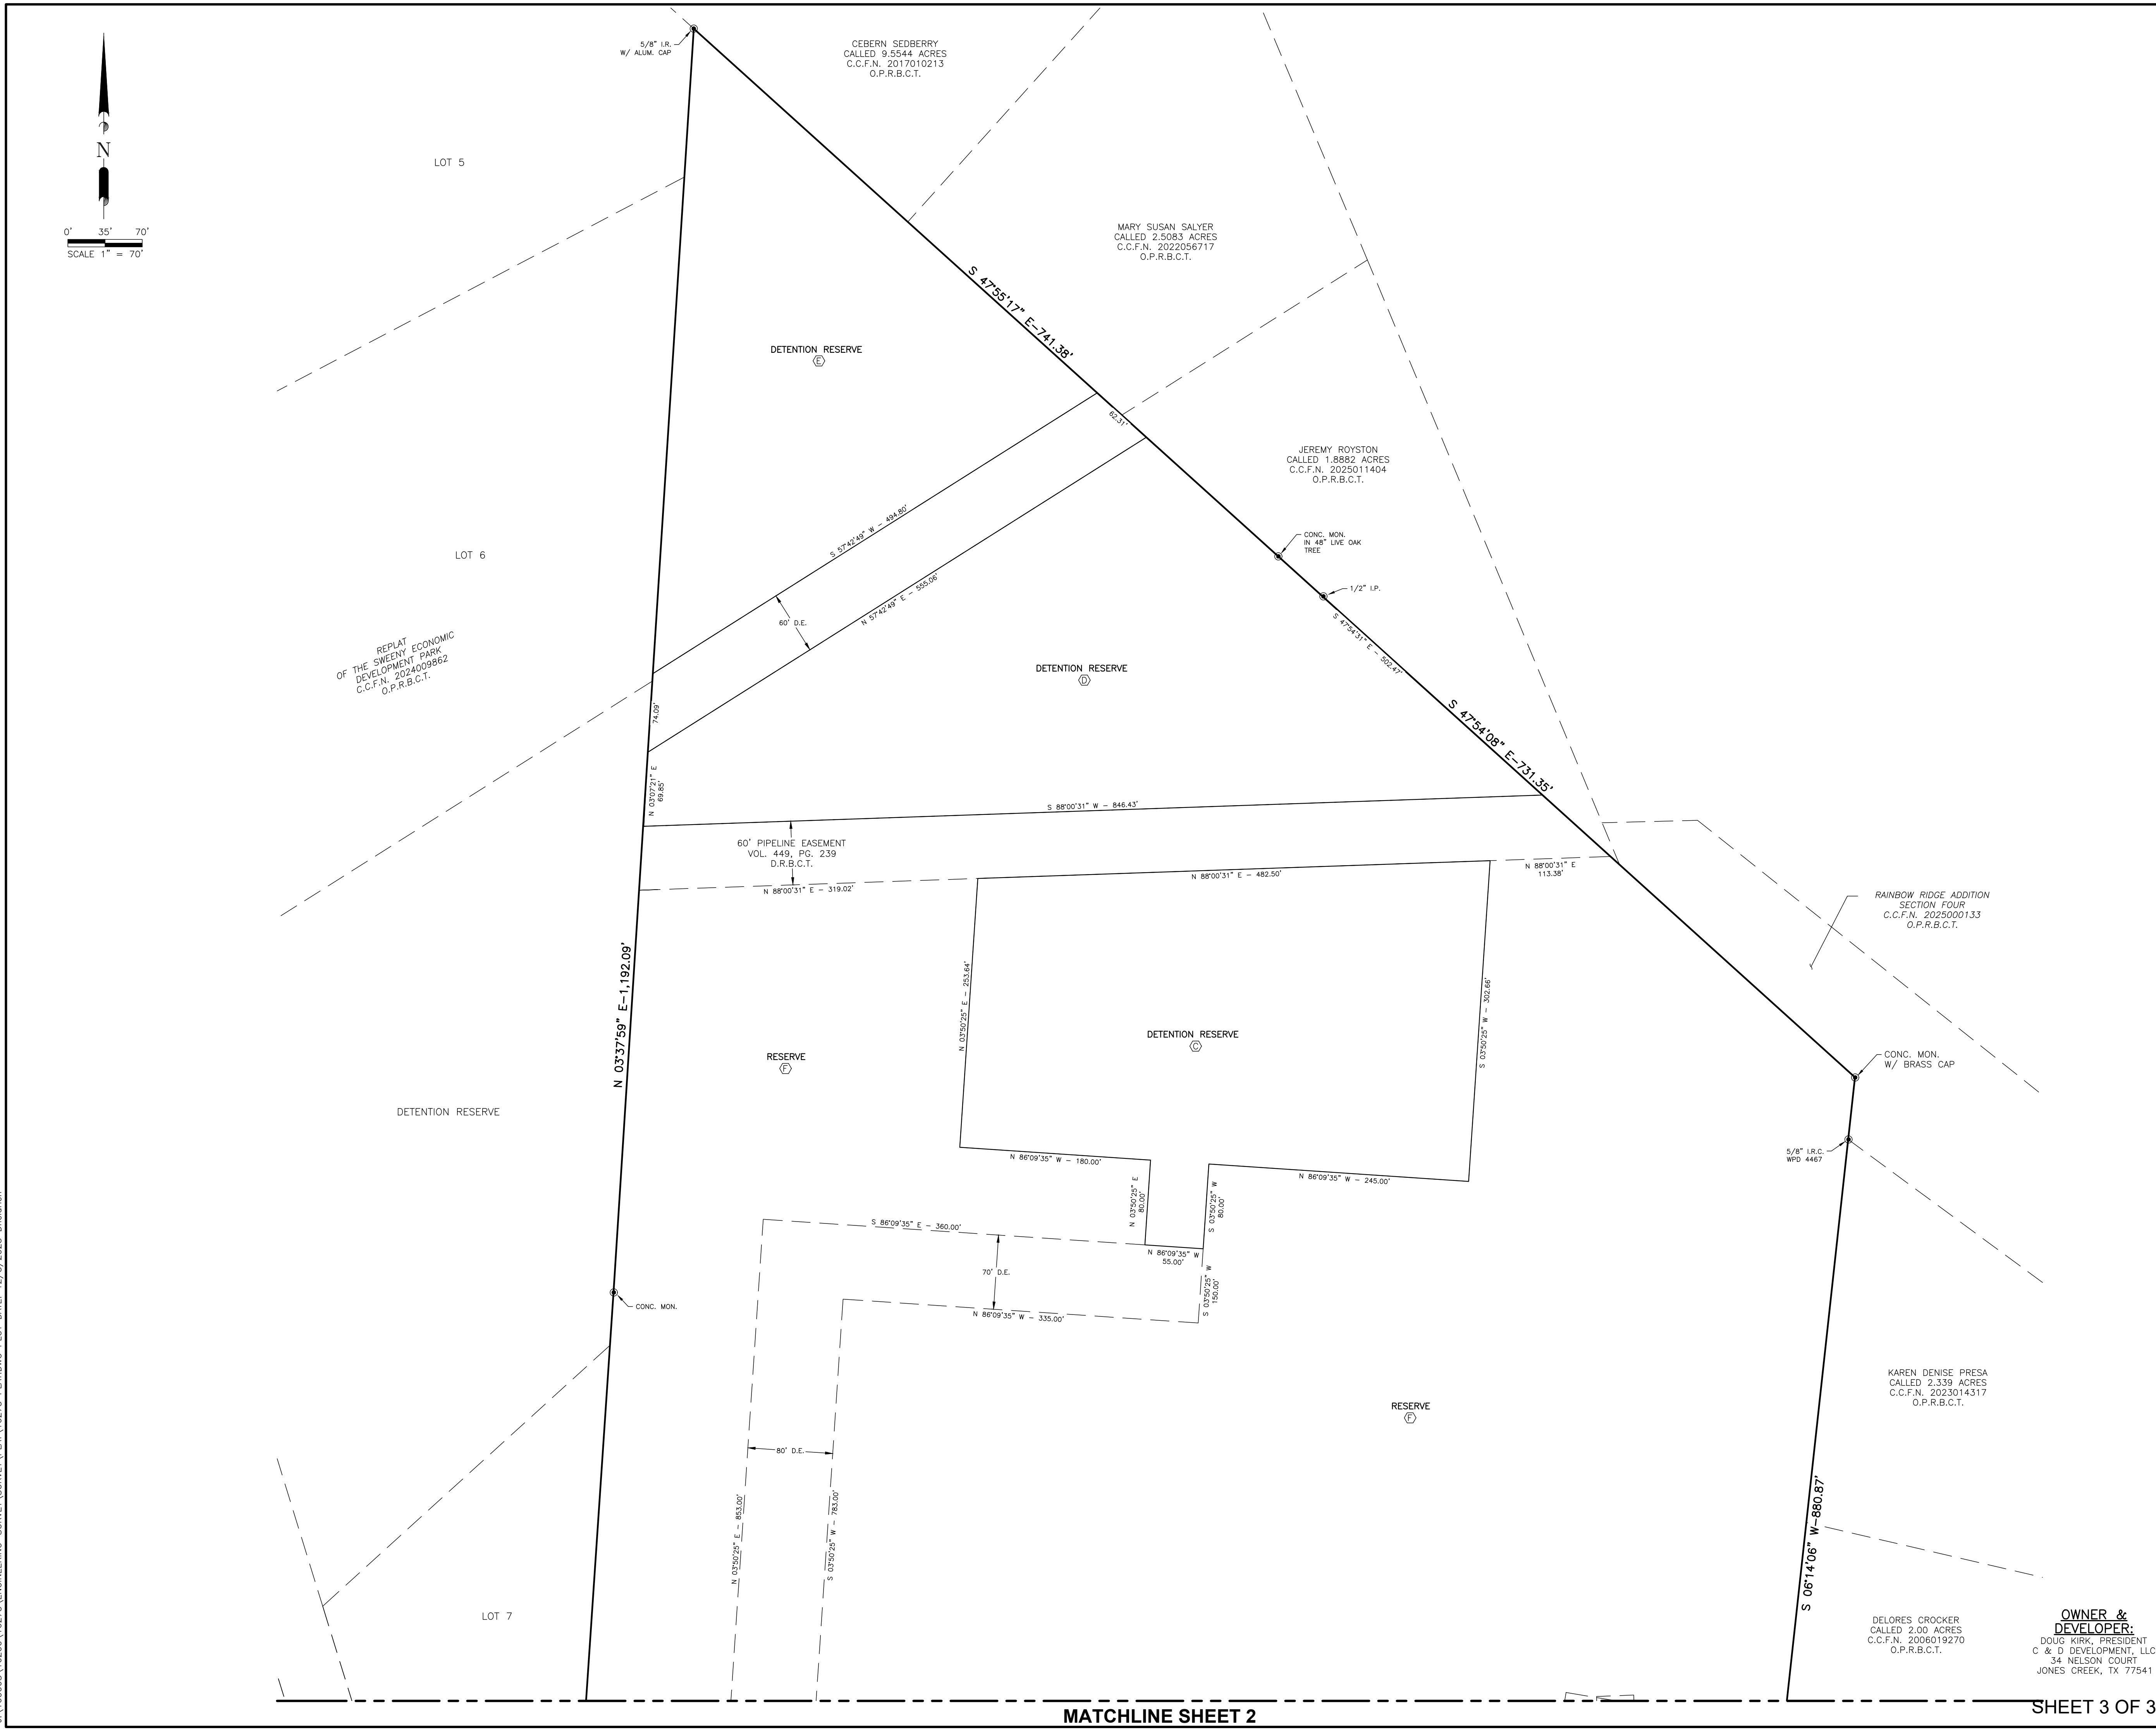 5/8" I.R.
W/ ALUM. CAP
CEBERN SEDBERRY
CALLED 9.5544 ACRES
C.C.F.N. 2017010213
O.P.R.B.C.T.
N
0' 35' 70'
SCALE 1" = 70'
LOT 5
MARY SUSAN SALYER
CALLED 2.5083 ACRES
C.C.F.N. 2022056717
O.P.R.B.C.T.
S 47°55'17" E-741.38'
DETENTION RESERVE
E
62.31'
JEREMY ROYSTON
CALLED 1.8882 ACRES
C.C.F.N. 2025011404
O.P.R.B.C.T.
S 57°42'49" W - 494.80'
CONC. MON.
IN 48" LIVE OAK
TREE
LOT 6
1/2" I.P.
N 57°42'49" E - 555.06'
60' D.E.
S 47°54'31" E - 502.47'
REPLAT
OF THE SWEENY ECONOMIC
DEVELOPMENT PARK
C.C.F.N. 2024009862
O.P.R.B.C.T.
DETENTION RESERVE
D
74.09'
S 47°54'08" E-731.35'
N 03°07'21" E
69.85'
S 88°00'31" W - 846.43'
60' PIPELINE EASEMENT
VOL. 449, PG. 239
D.R.B.C.T.
N 88°00'31" E - 319.02'
N 88°00'31" E - 482.50'
N 88°00'31" E
113.38'
RAINBOW RIDGE ADDITION
SECTION FOUR
C.C.F.N. 2025000133
O.P.R.B.C.T.
N 03°37'59" E-1,192.09'
N 03°50'25" E - 253.64'
S 03°50'25" W - 302.66'
DETENTION RESERVE
C
RESERVE
F
CONC. MON.
W/ BRASS CAP
DETENTION RESERVE
5/8" I.R.C.
WPD 4467
N 86°09'35" W - 180.00'
N 86°09'35" W - 245.00'
N 03°50'25" E
80.00'
S 03°50'25" W
80.00'
S 86°09'35" E - 360.00'
N 86°09'35" W
55.00'
70' D.E.
S 03°50'25" W
150.00'
CONC. MON.
N 86°09'35" W - 335.00'
KAREN DENISE PRESA
CALLED 2.339 ACRES
C.C.F.N. 2023014317
O.P.R.B.C.T.
RESERVE
F
80' D.E.
N 03°50'25" E - 853.00'
S 03°50'25" W - 783.00'
S 06°14'06" W-880.87'
LOT 7
DELORES CROCKER
CALLED 2.00 ACRES
C.C.F.N. 2006019270
O.P.R.B.C.T.
OWNER &
DEVELOPER:
DOUG KIRK, PRESIDENT
C & D DEVELOPMENT, LLC
34 NELSON COURT
JONES CREEK, TX 77541
MATCHLINE SHEET 2
SHEET 3 OF 3